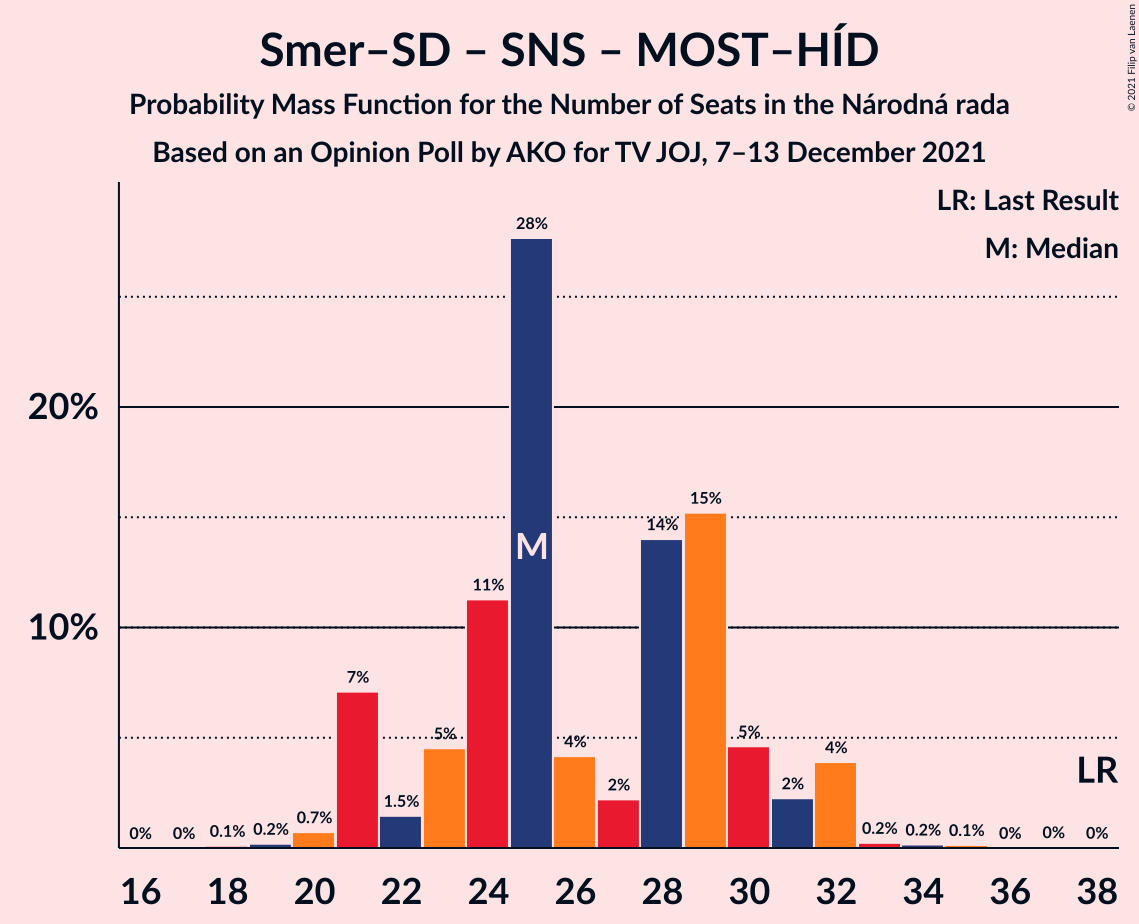 Smer–SD – SNS – MOST–HÍD
Probability Mass Function for the Number of Seats in the Národná rada
Based on an Opinion Poll by AKO for TV JOJ, 7–13 December 2021
© 2021 Filip van Laenen
LR: Last Result
M: Median
28%
20%
15%
14%
M
11%
10%
7%
5%
4%
5%
4%
LR
2%
2%
1.5%
0.7%
0% 0% 0.1% 0.2% 0.2% 0.2% 0.1% 0% 0% 0%
16 18 20 22 24 26 28 30 32 34 36 38